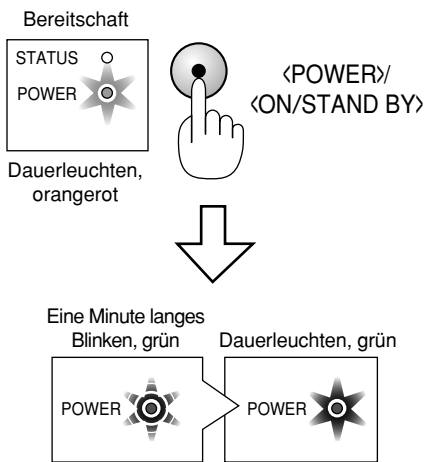 Bereitschaft
STATUS
POWER
〈POWER〉/
〈ON/STAND BY〉
Dauerleuchten,
orangerot
Eine Minute langes
Blinken, grün
Dauerleuchten, grün
POWER
POWER